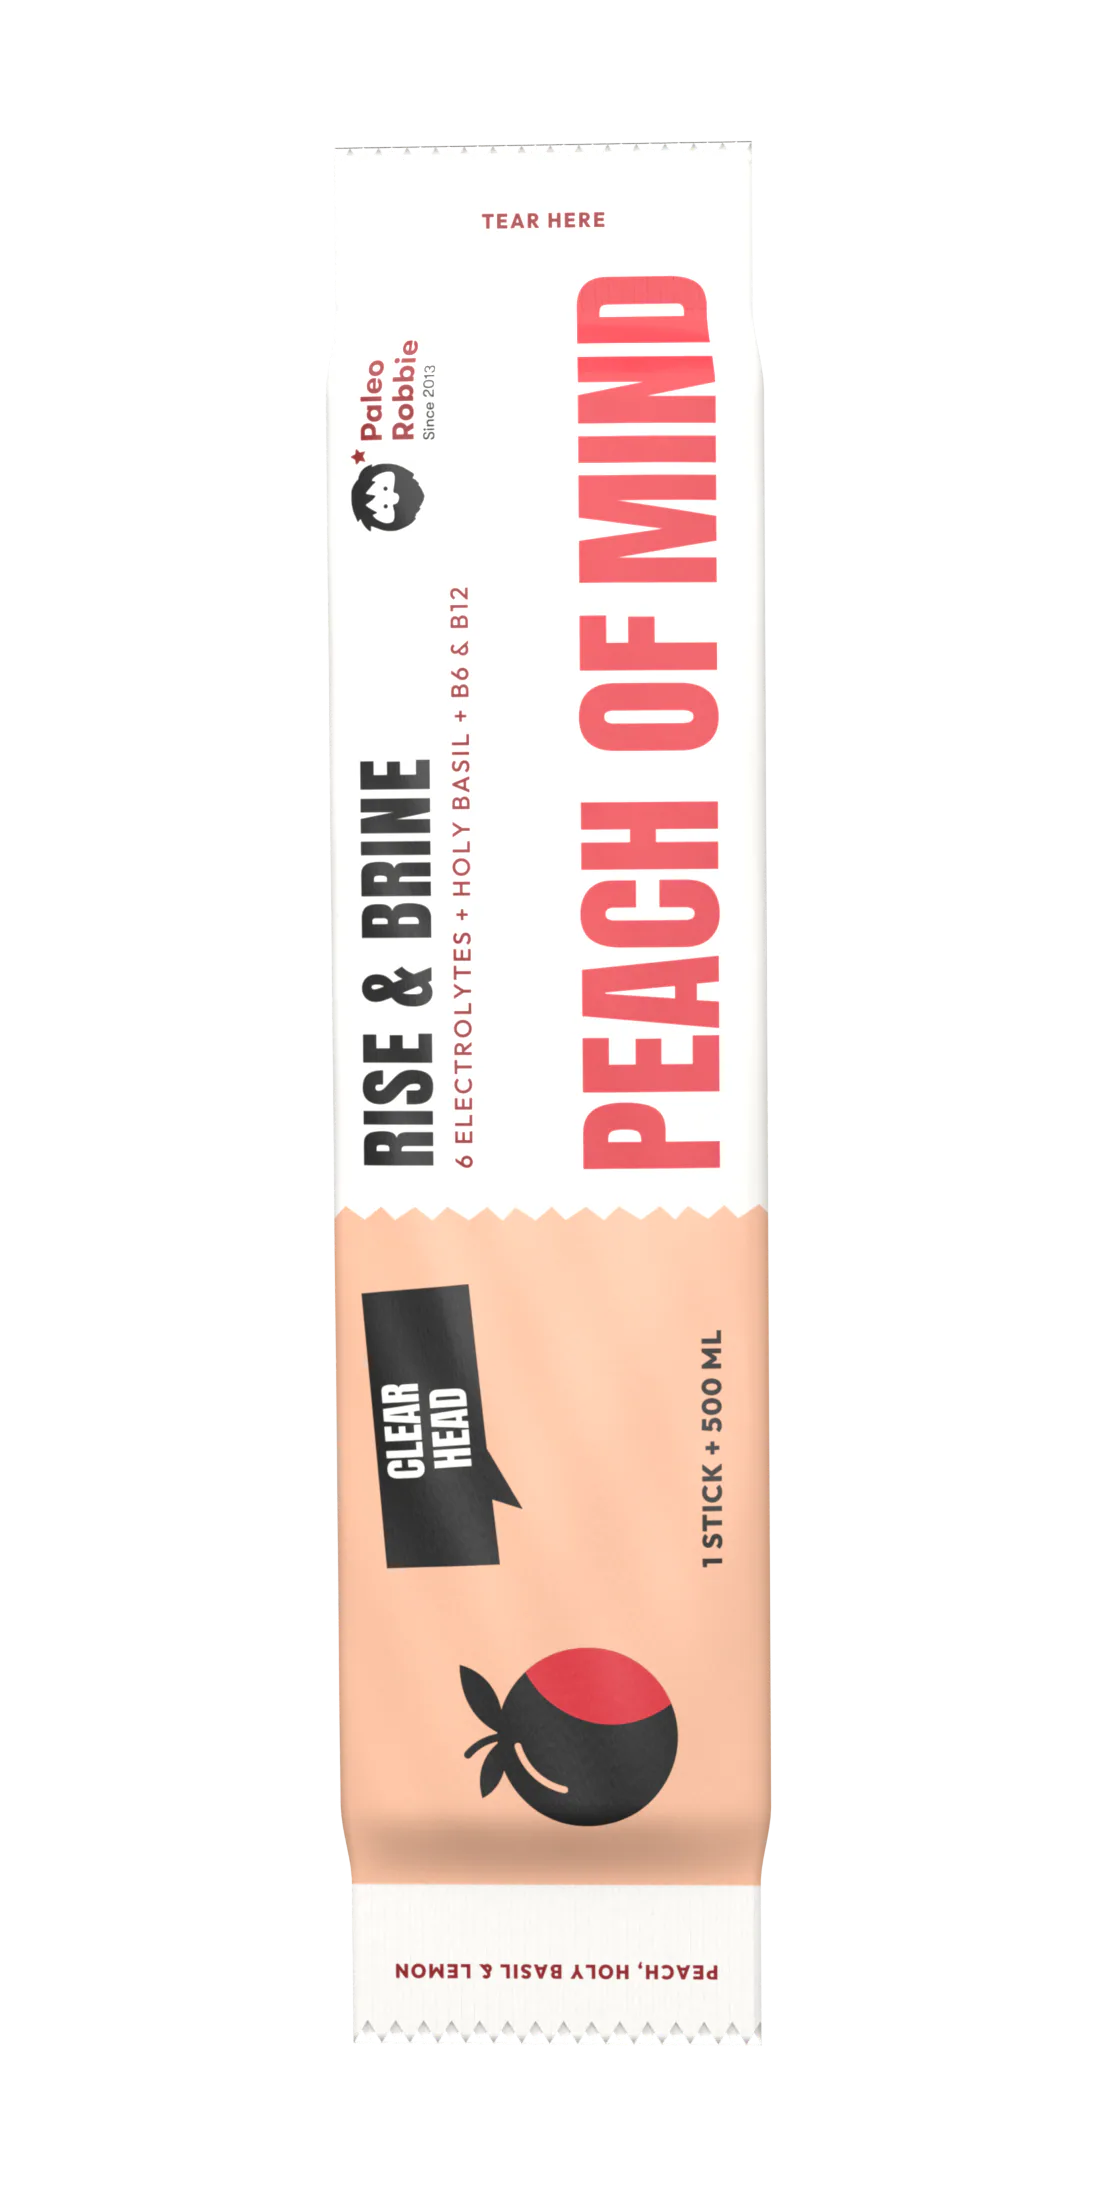 TEAR HERE
Paleo
Robbie
Since 2013
RISE & BRINE
6 ELECTROLYTES + HOLY BASIL + B6 & B12
PEACH OF MIND
CLEAR
HEAD
1 STICK + 500 ML
PEACH, HOLY BASIL & LEMON